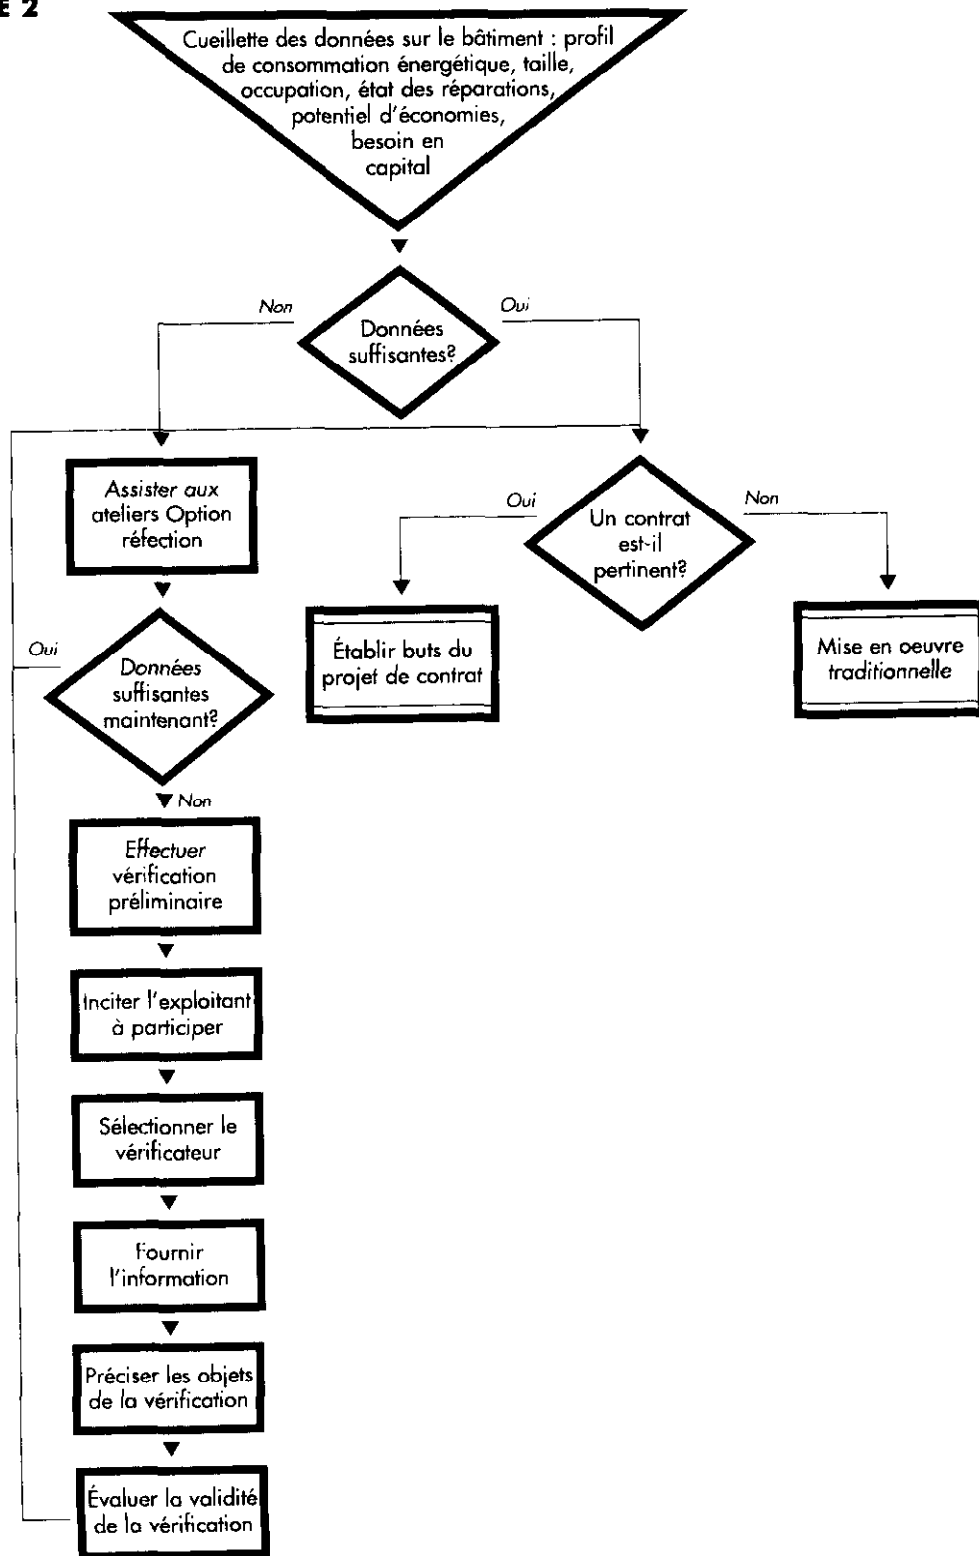 E 2
Cueillette des données sur le bâtiment : profil
de consommation énergétique, taille,
occupation, état des réparations,
potentiel d'économies,
besoin en
capital
Non
Oui
Données
suffisantes?
Assister aux
ateliers Option
réfection
Oui
Un contrat
est-il
pertinent?
Non
Établir buts du
projet de contrat
Mise en oeuvre
traditionnelle
Oui
Données
suffisantes
maintenant?
Non
Effectuer
vérification
préliminaire
Inciter l'exploitant
à participer
Sélectionner le
vérificateur
Fournir
l'information
Préciser les objets
de la vérification
Évaluer la validité
de la vérification